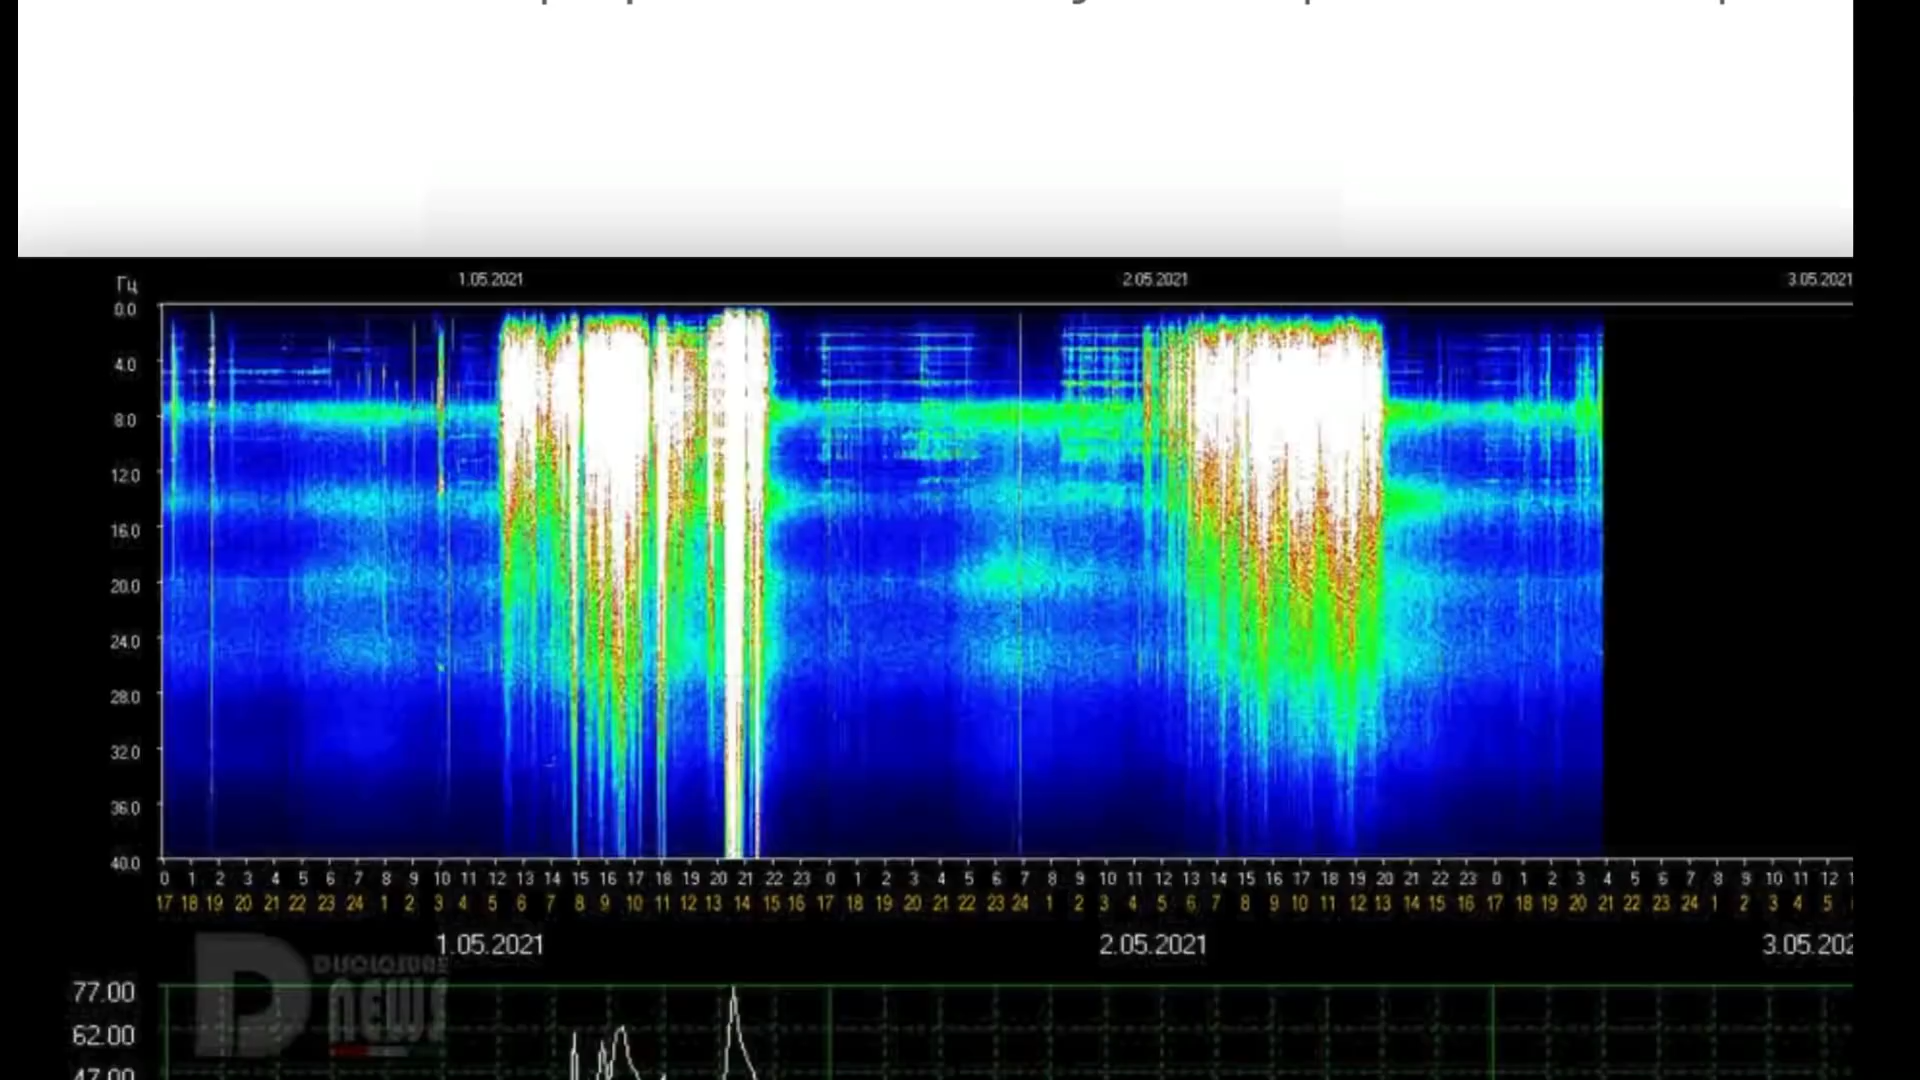 1.05.2021 2.05.2021 3.05.2021
Гц
0.0
4.0
8.0
12.0
16.0
20.0
24.0
28.0
32.0
36.0
40.0
0 1 2 3 4 5 6 7 8 9 10 11 12 13 14 15 16 17 18 19 20 21 22 23 0 1 2 3 4 5 6 7 8 9 10 11 12 13 14 15 16 17 18 19 20 21 22 23 0 1 2 3 4 5 6 7 8 9 10 11 12 1
17 18 19 20 21 22 23 24 1 2 3 4 5 6 7 8 9 10 11 12 13 14 15 16 17 18 19 20 21 22 23 24 1 2 3 4 5 6 7 8 9 10 11 12 13 14 15 16 17 18 19 20 21 22 23 24 1 2 3 4 5
1.05.2021 2.05.2021 3.05.202
DISCLOSURE
NEWS
77.00
62.00
47.00